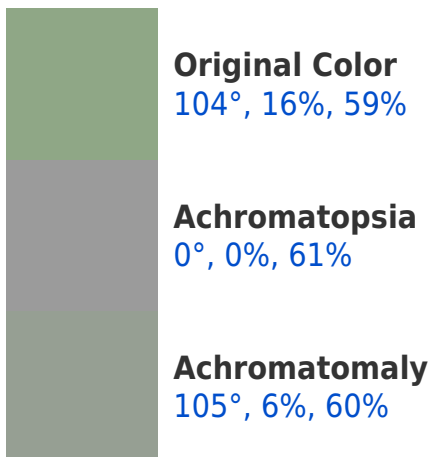 Original Color
104°, 16%, 59%
Achromatopsia
0°, 0%, 61%
Achromatomaly
105°, 6%, 60%